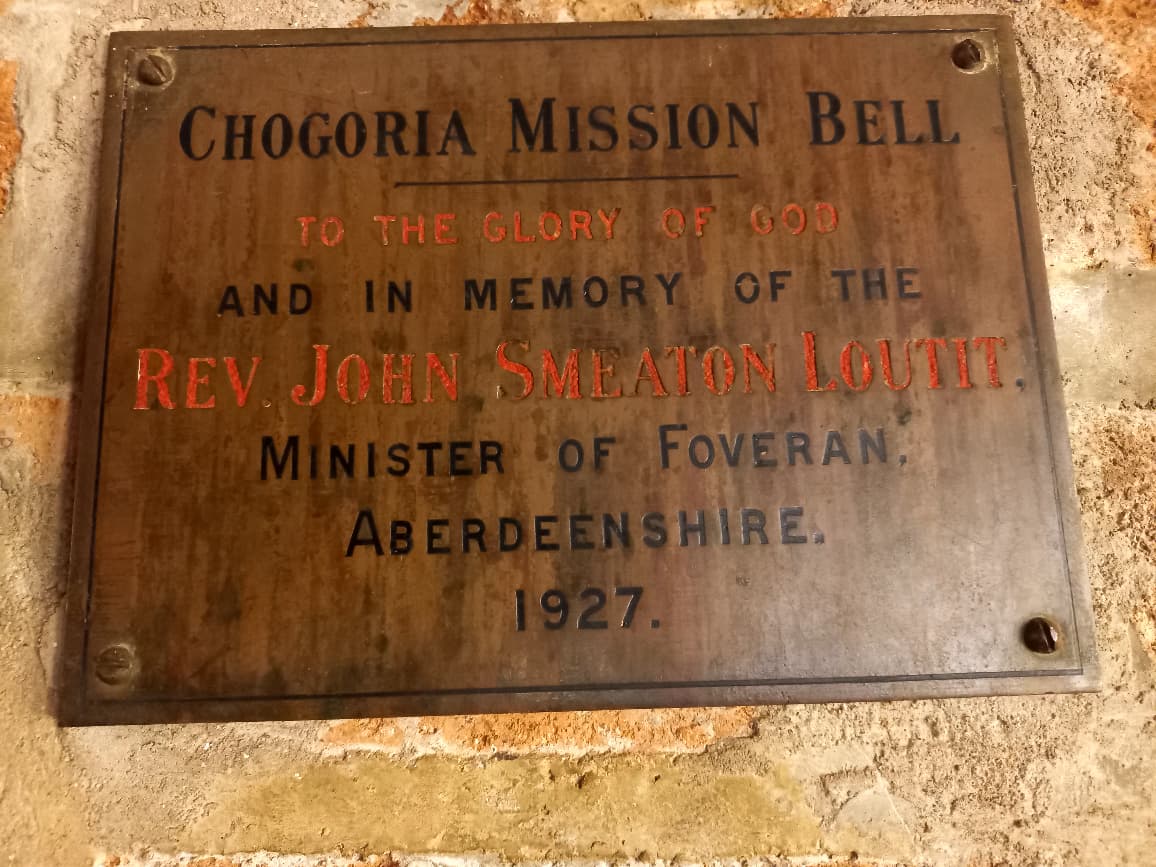 CHOGORIA MISSION BELL
TO THE GLORY OF GOD
AND IN MEMORY OF THE
REV. JOHN SMEATON LOUTIT,
MINISTER OF FOVERAN,
ABERDEENSHIRE.
1927.